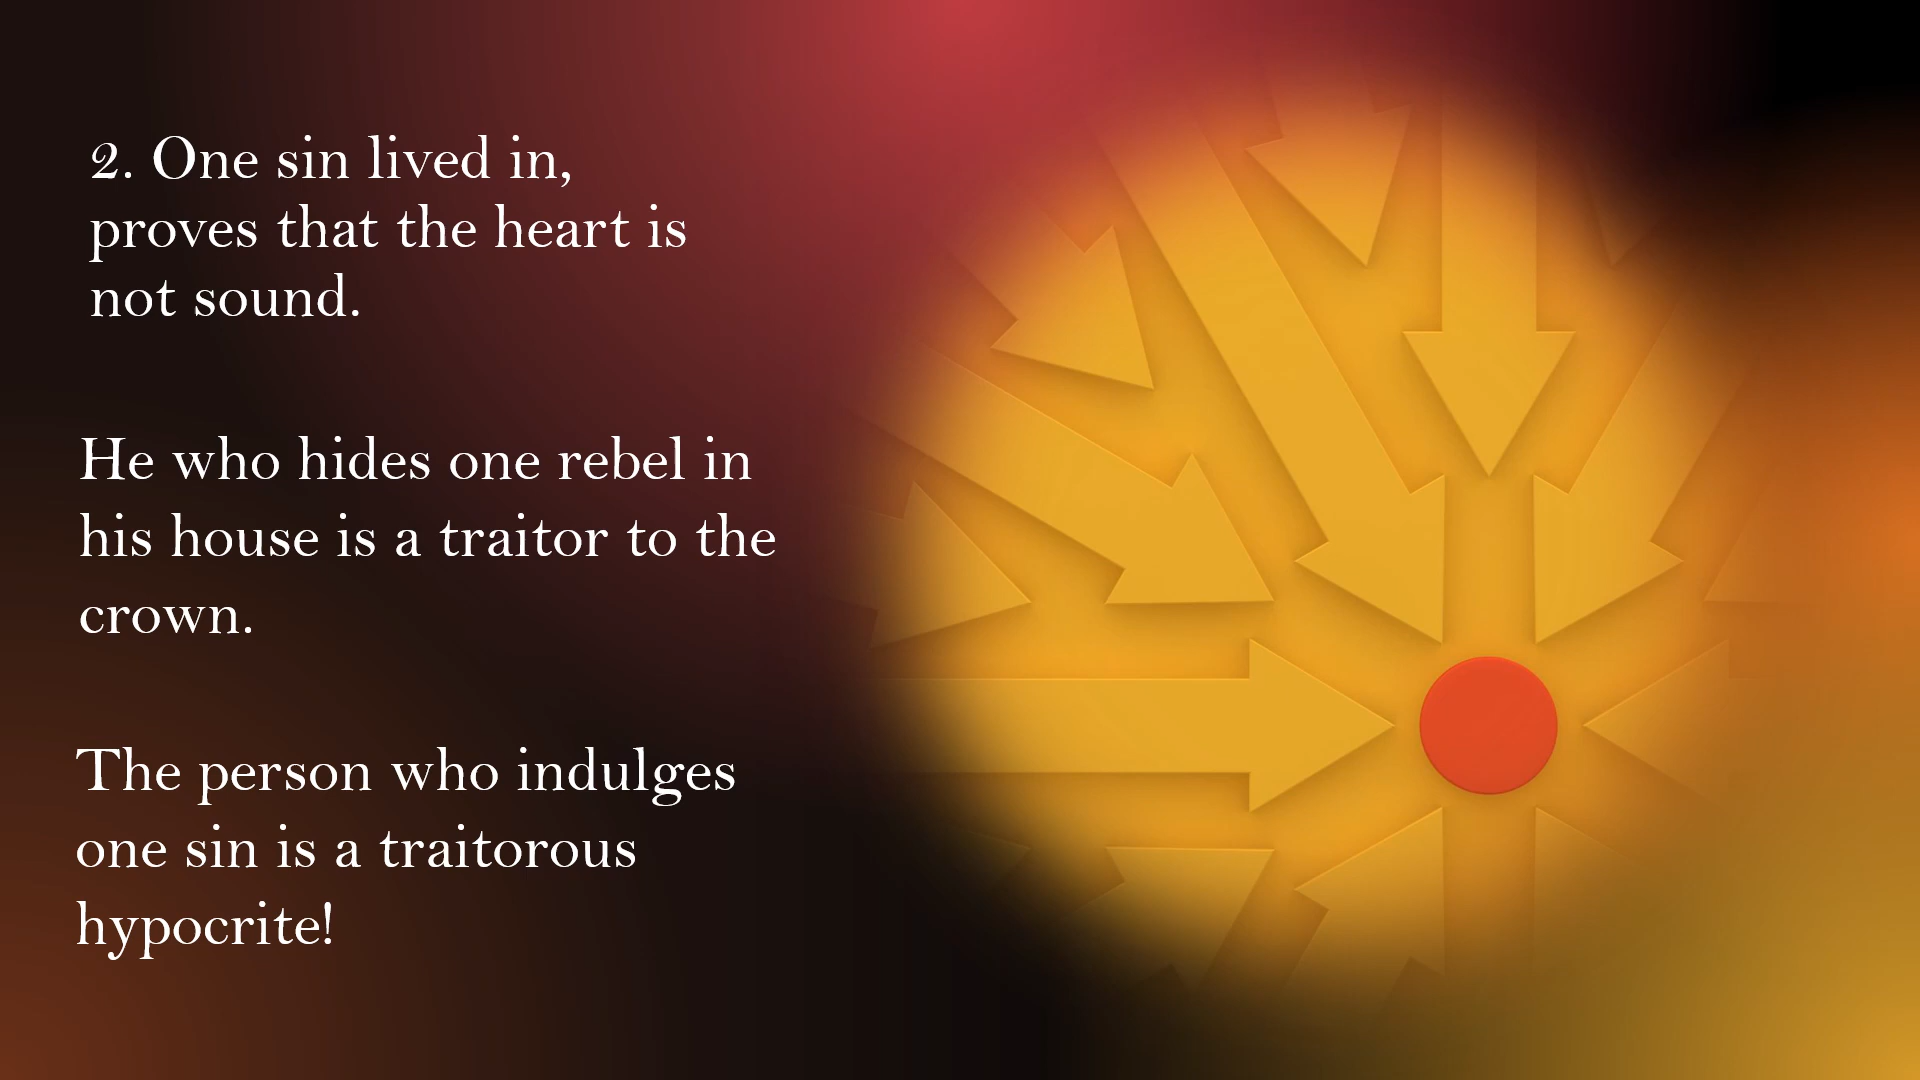 2. One sin lived in,
proves that the heart is
not sound.
He who hides one rebel in
his house is a traitor to the
crown.
The person who indulges
one sin is a traitorous
hypocrite!